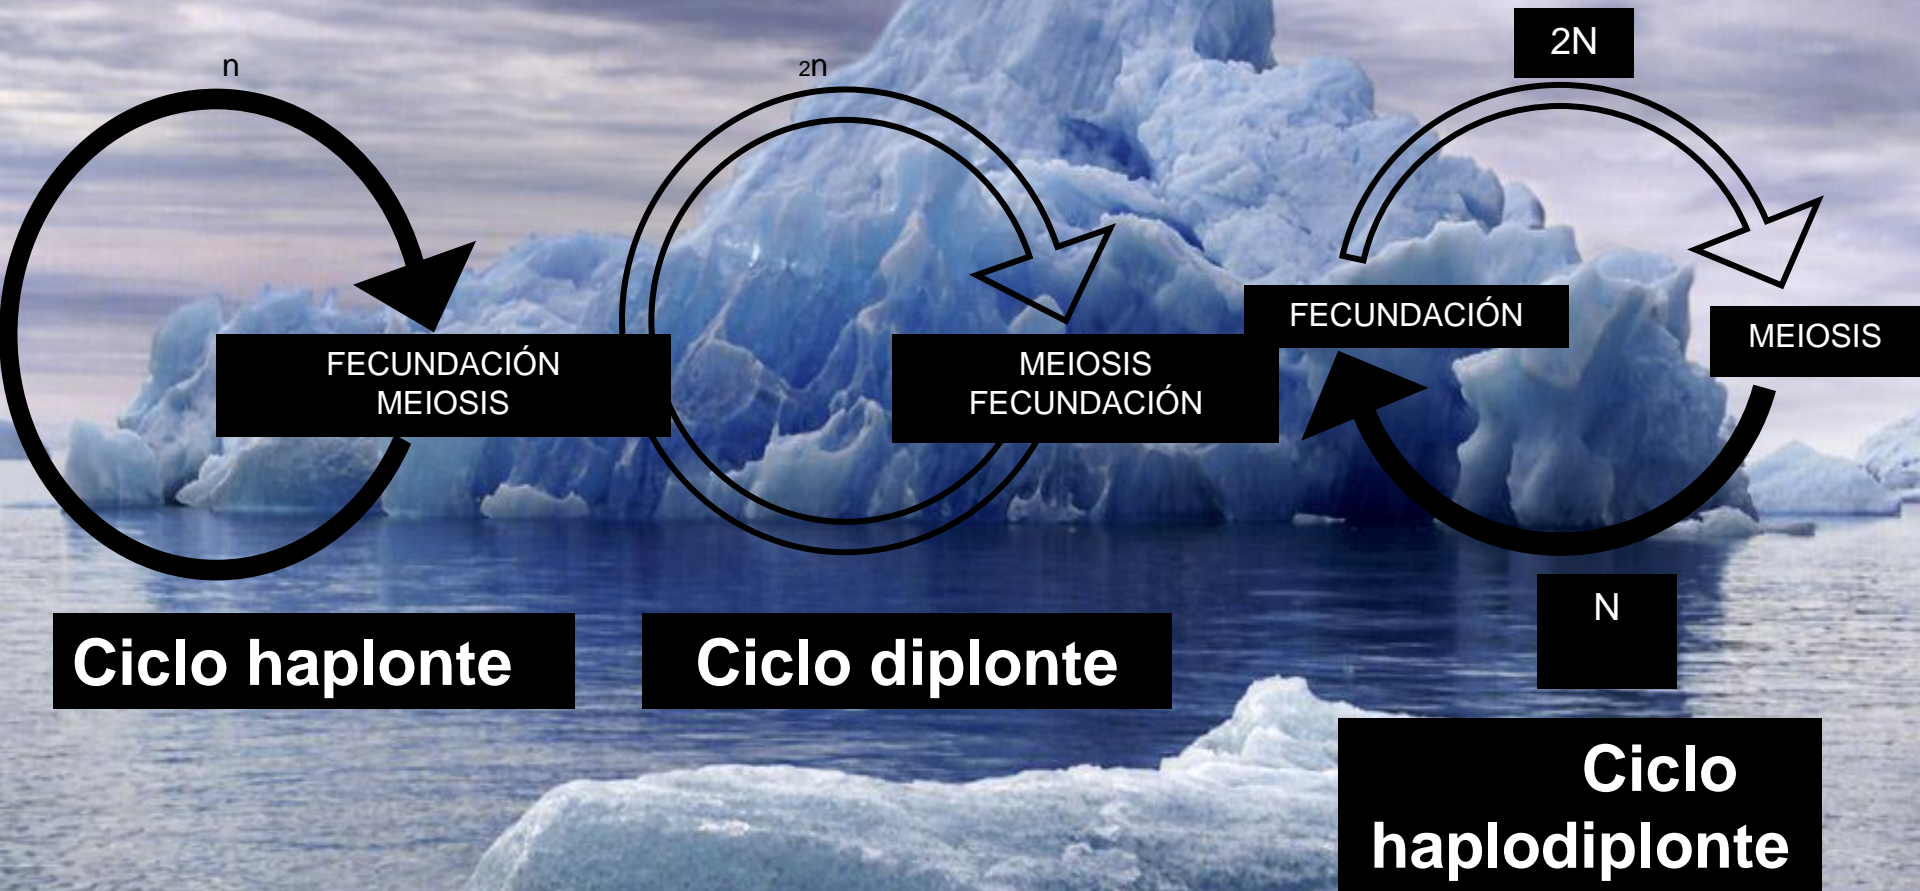 n
FECUNDACIÓN
MEIOSIS
Ciclo haplonte
2n
MEIOSIS
FECUNDACIÓN
Ciclo diplonte
2N
FECUNDACIÓN
MEIOSIS
N
Ciclo
haplodiplonte